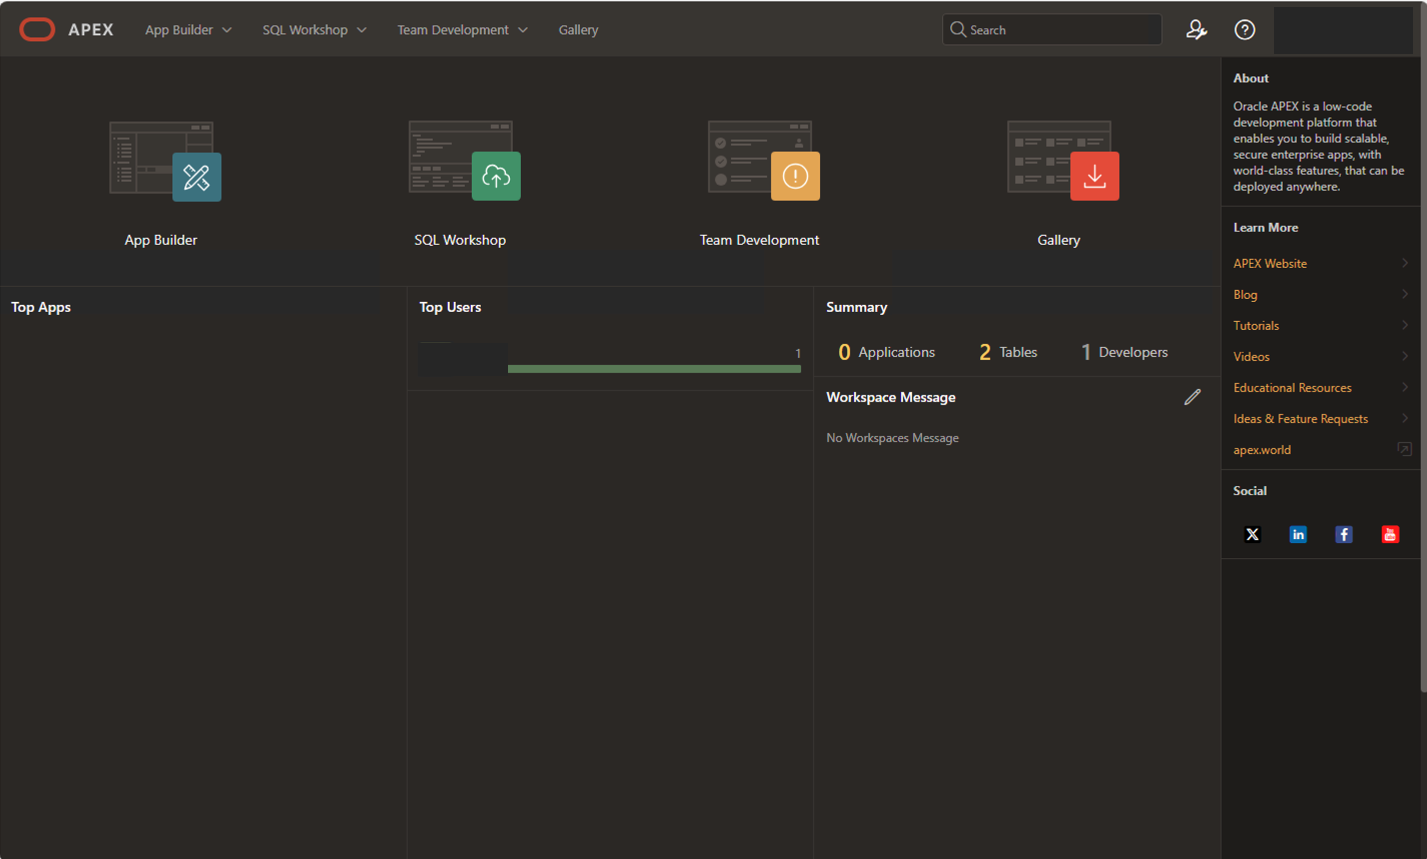 APEX App Builder SQL Workshop Team Development Gallery Search
App Builder
SQL Workshop
Team Development
Gallery
Top Apps
Top Users
1
Summary
0 Applications 2 Tables 1 Developers
Workspace Message
No Workspaces Message
About
Oracle APEX is a low-code
development platform that
enables you to build scalable,
secure enterprise apps, with
world-class features, that can be
deployed anywhere.
Learn More
APEX Website
Blog
Tutorials
Videos
Educational Resources
Ideas & Feature Requests
apex.world
Social